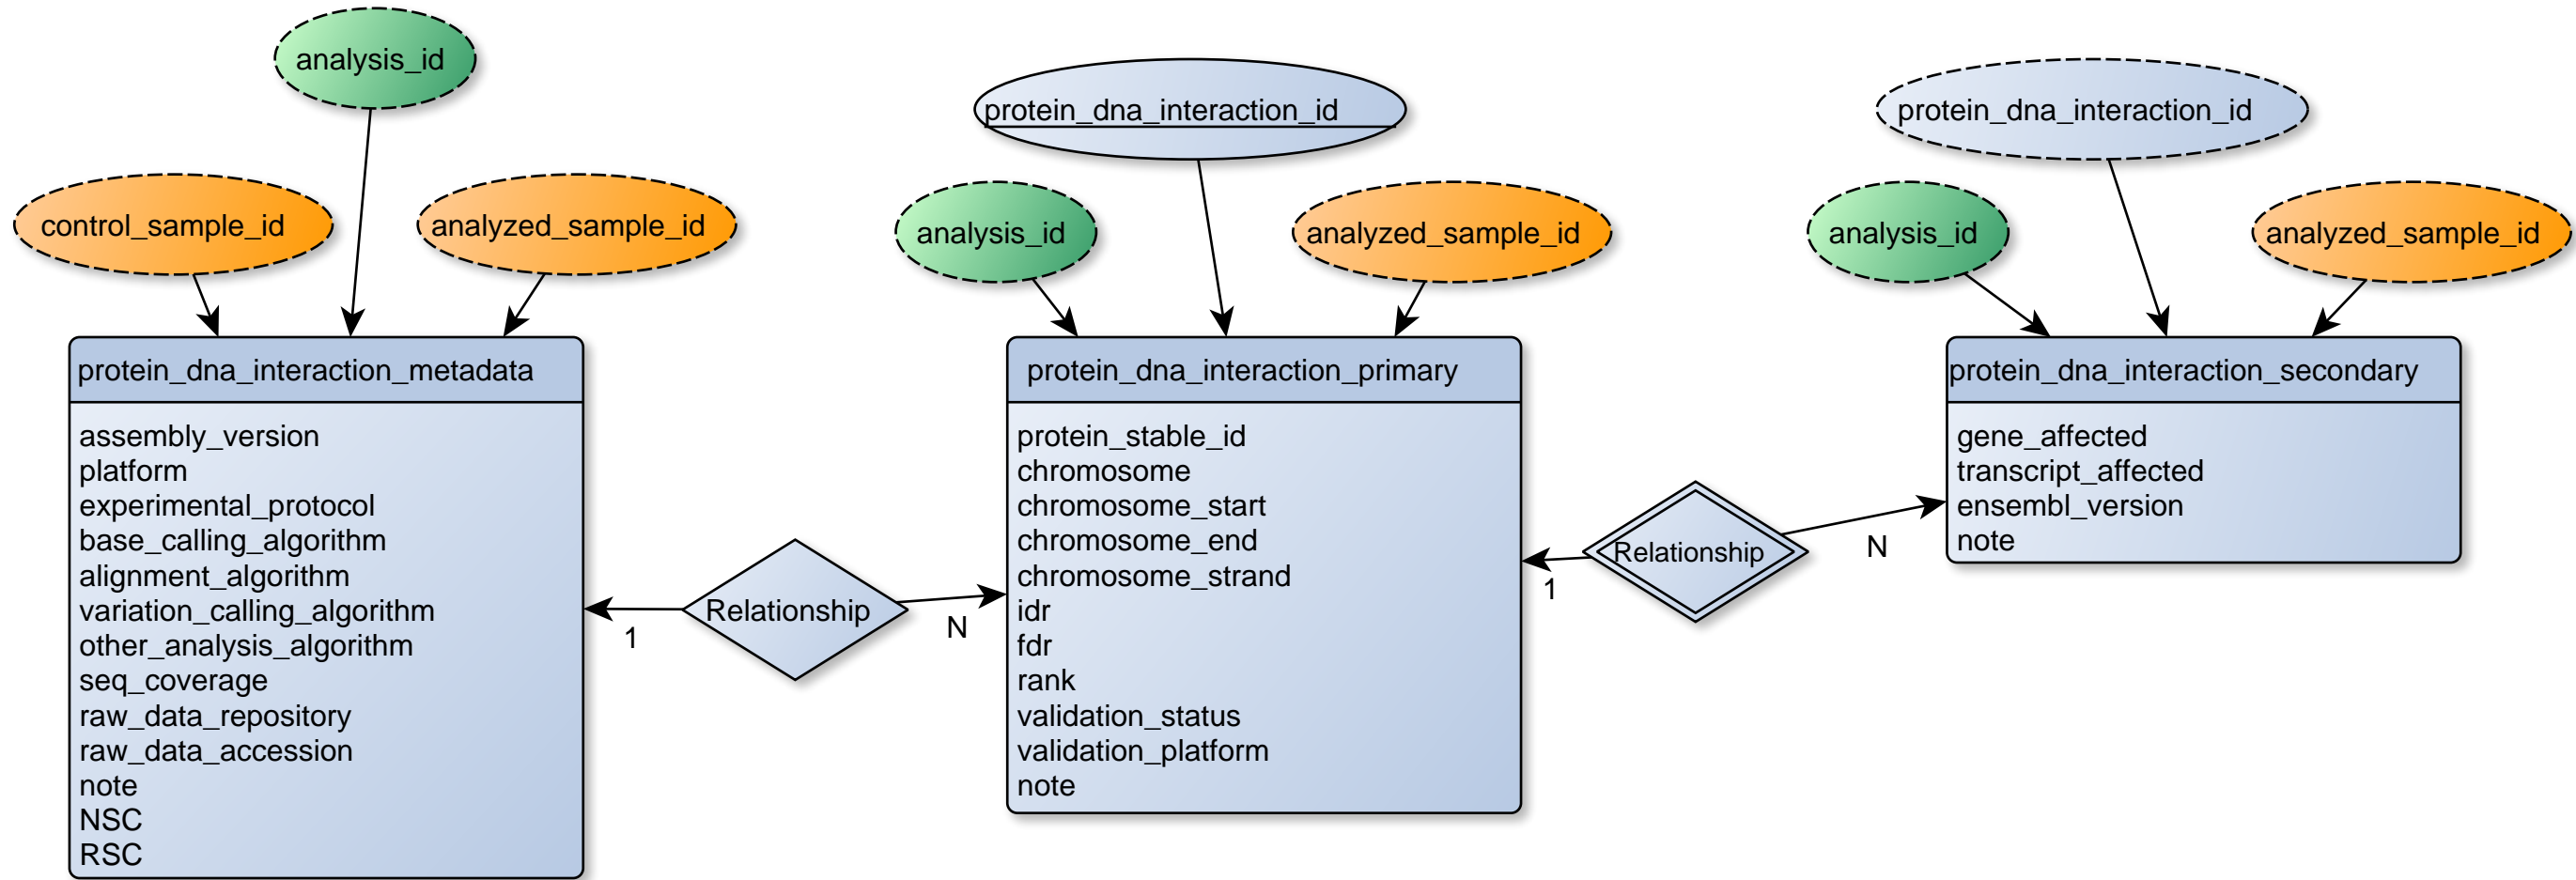 analysis_id
control_sample_id
analyzed_sample_id
protein_dna_interaction_metadata
assembly_version
platform
experimental_protocol
base_calling_algorithm
alignment_algorithm
variation_calling_algorithm
other_analysis_algorithm
seq_coverage
raw_data_repository
raw_data_accession
note
NSC
RSC
1
Relationship
N
protein_dna_interaction_id
analysis_id
analyzed_sample_id
protein_dna_interaction_primary
protein_stable_id
chromosome
chromosome_start
chromosome_end
chromosome_strand
idr
fdr
rank
validation_status
validation_platform
note
1
Relationship
N
protein_dna_interaction_id
analysis_id
analyzed_sample_id
protein_dna_interaction_secondary
gene_affected
transcript_affected
ensembl_version
note